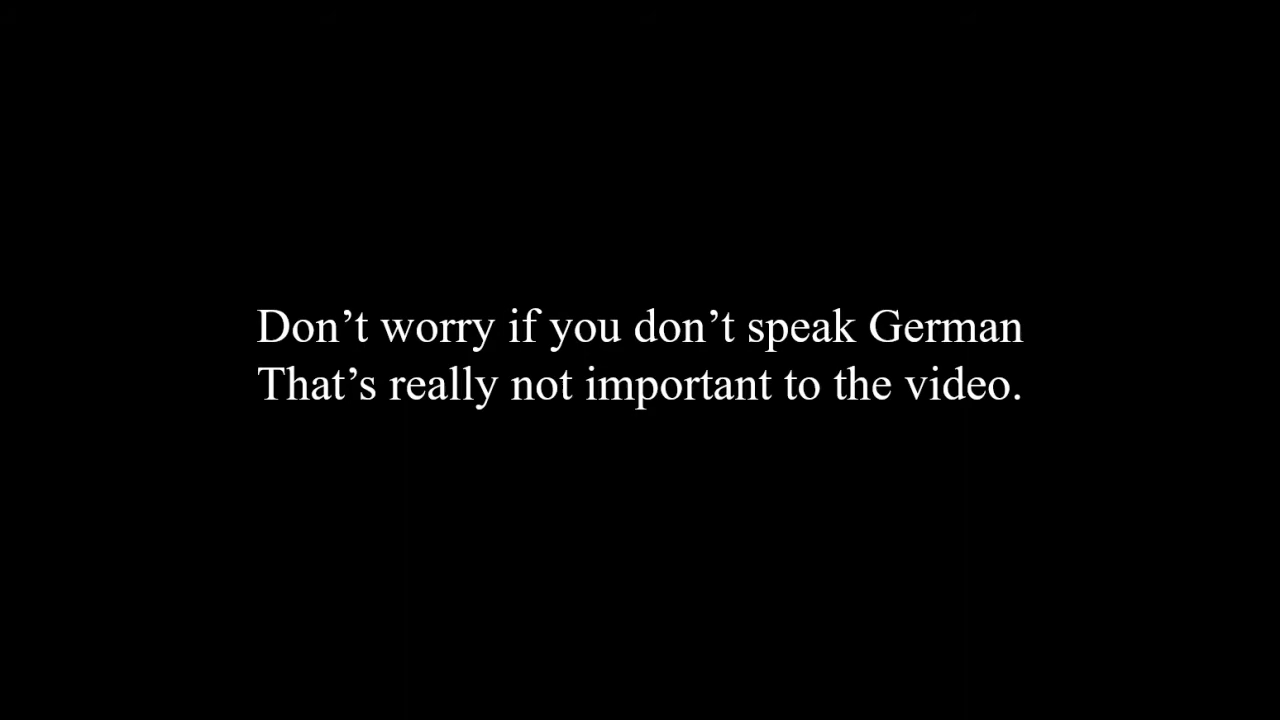 Don’t worry if you don’t speak German
That’s really not important to the video.